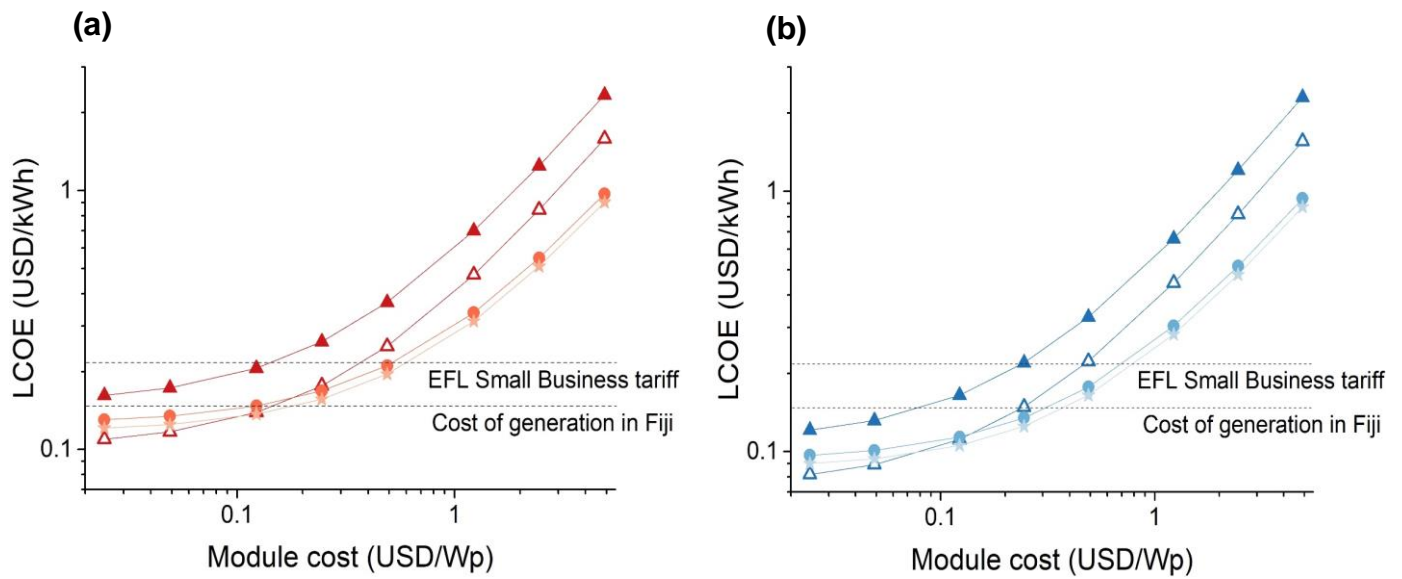 (a)
LCOE (USD/kWh)
1
0.1
EFL Small Business tariff
Cost of generation in Fiji
0.1
1
Module cost (USD/Wp)
(b)
LCOE (USD/kWh)
1
0.1
EFL Small Business tariff
Cost of generation in Fiji
0.1
1
Module cost (USD/Wp)